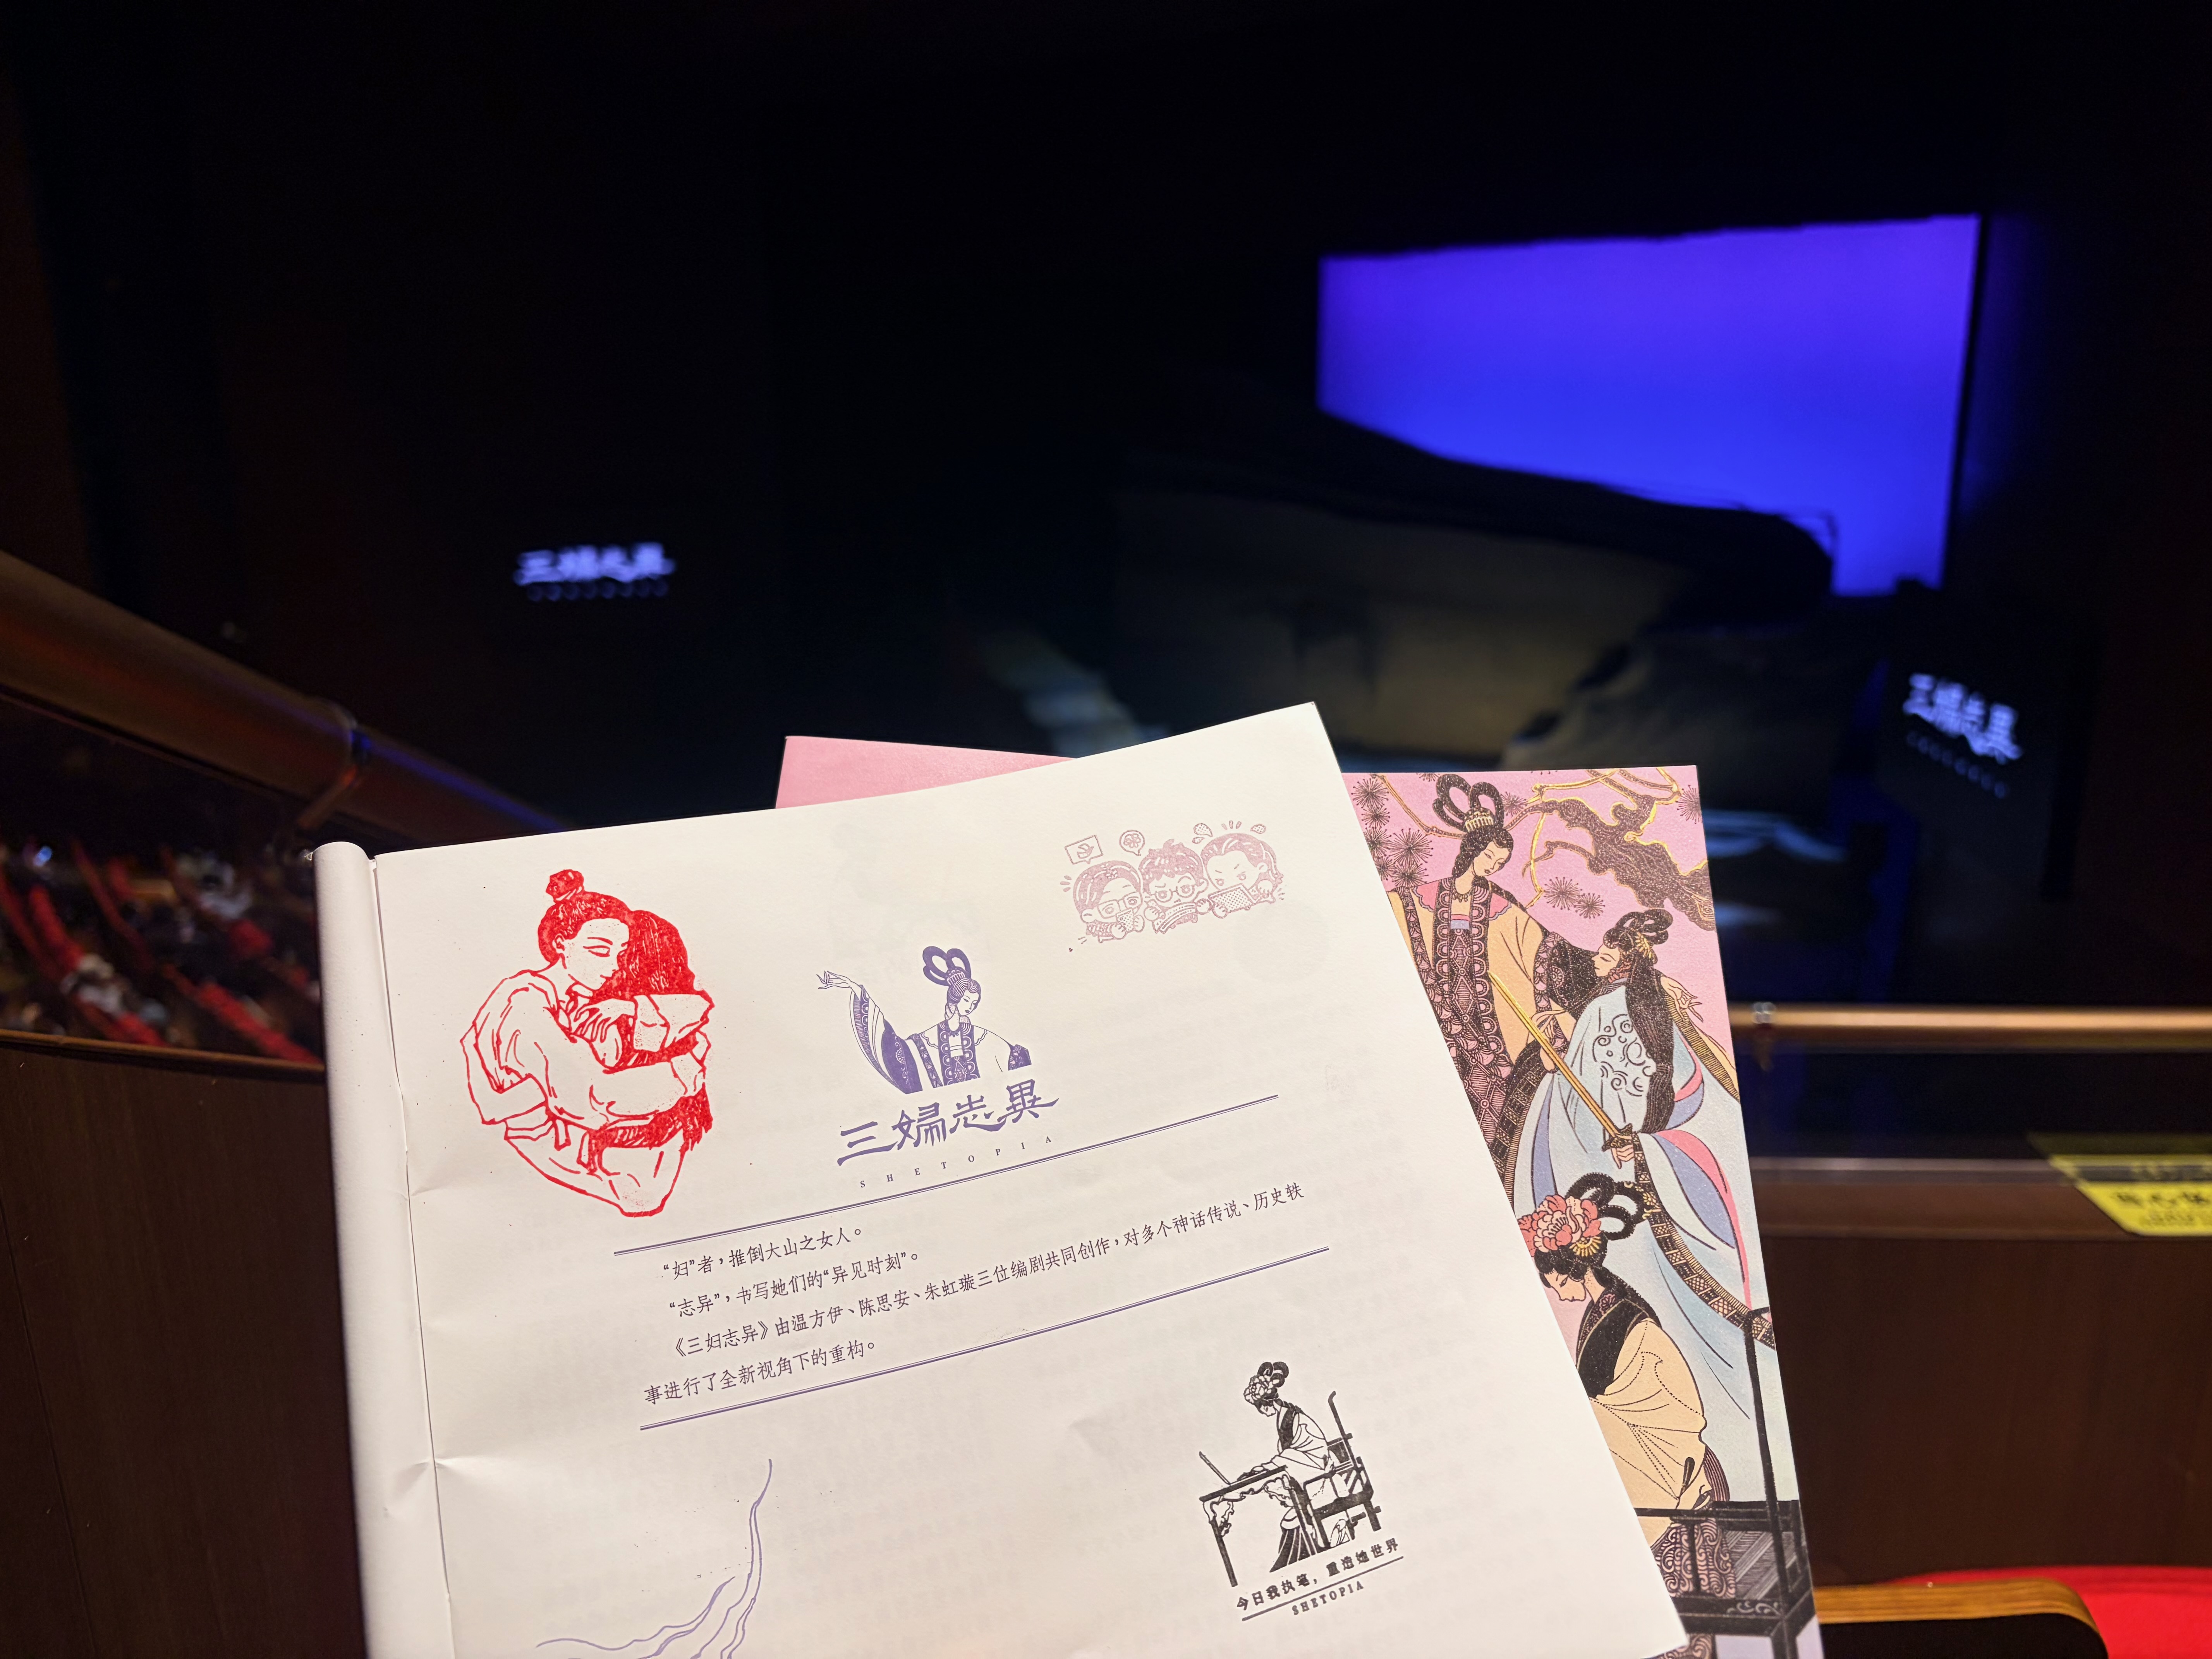 三婦志異
三婦志異
三婦志異
SHETOPIA
“妇”者，推倒大山之女人。
“志异”，书写她们的“异见时刻”。
《三妇志异》由温方伊、陈思安、朱虹璇三位编剧共同创作，对多个神话传说、历史轶
事进行了全新视角下的重构。
今日我执笔，重造她世界
SHETOPIA